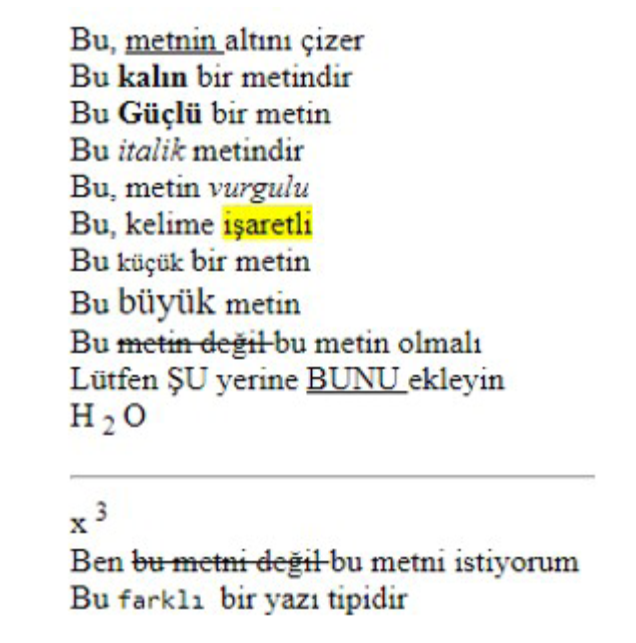 Bu, metnin altını çizer
Bu kalın bir metindir
Bu Güçlü bir metin
Bu italik metindir
Bu, metin vurgulu
Bu, kelime işaretli
Bu küçük bir metin
Bu büyük metin
Bu metin değil bu metin olmalı
Lütfen ŞU yerine BUNU ekleyin
H 2 O
x 3
Ben bu metni değil bu metni istiyorum
Bu farklı bir yazı tipidir